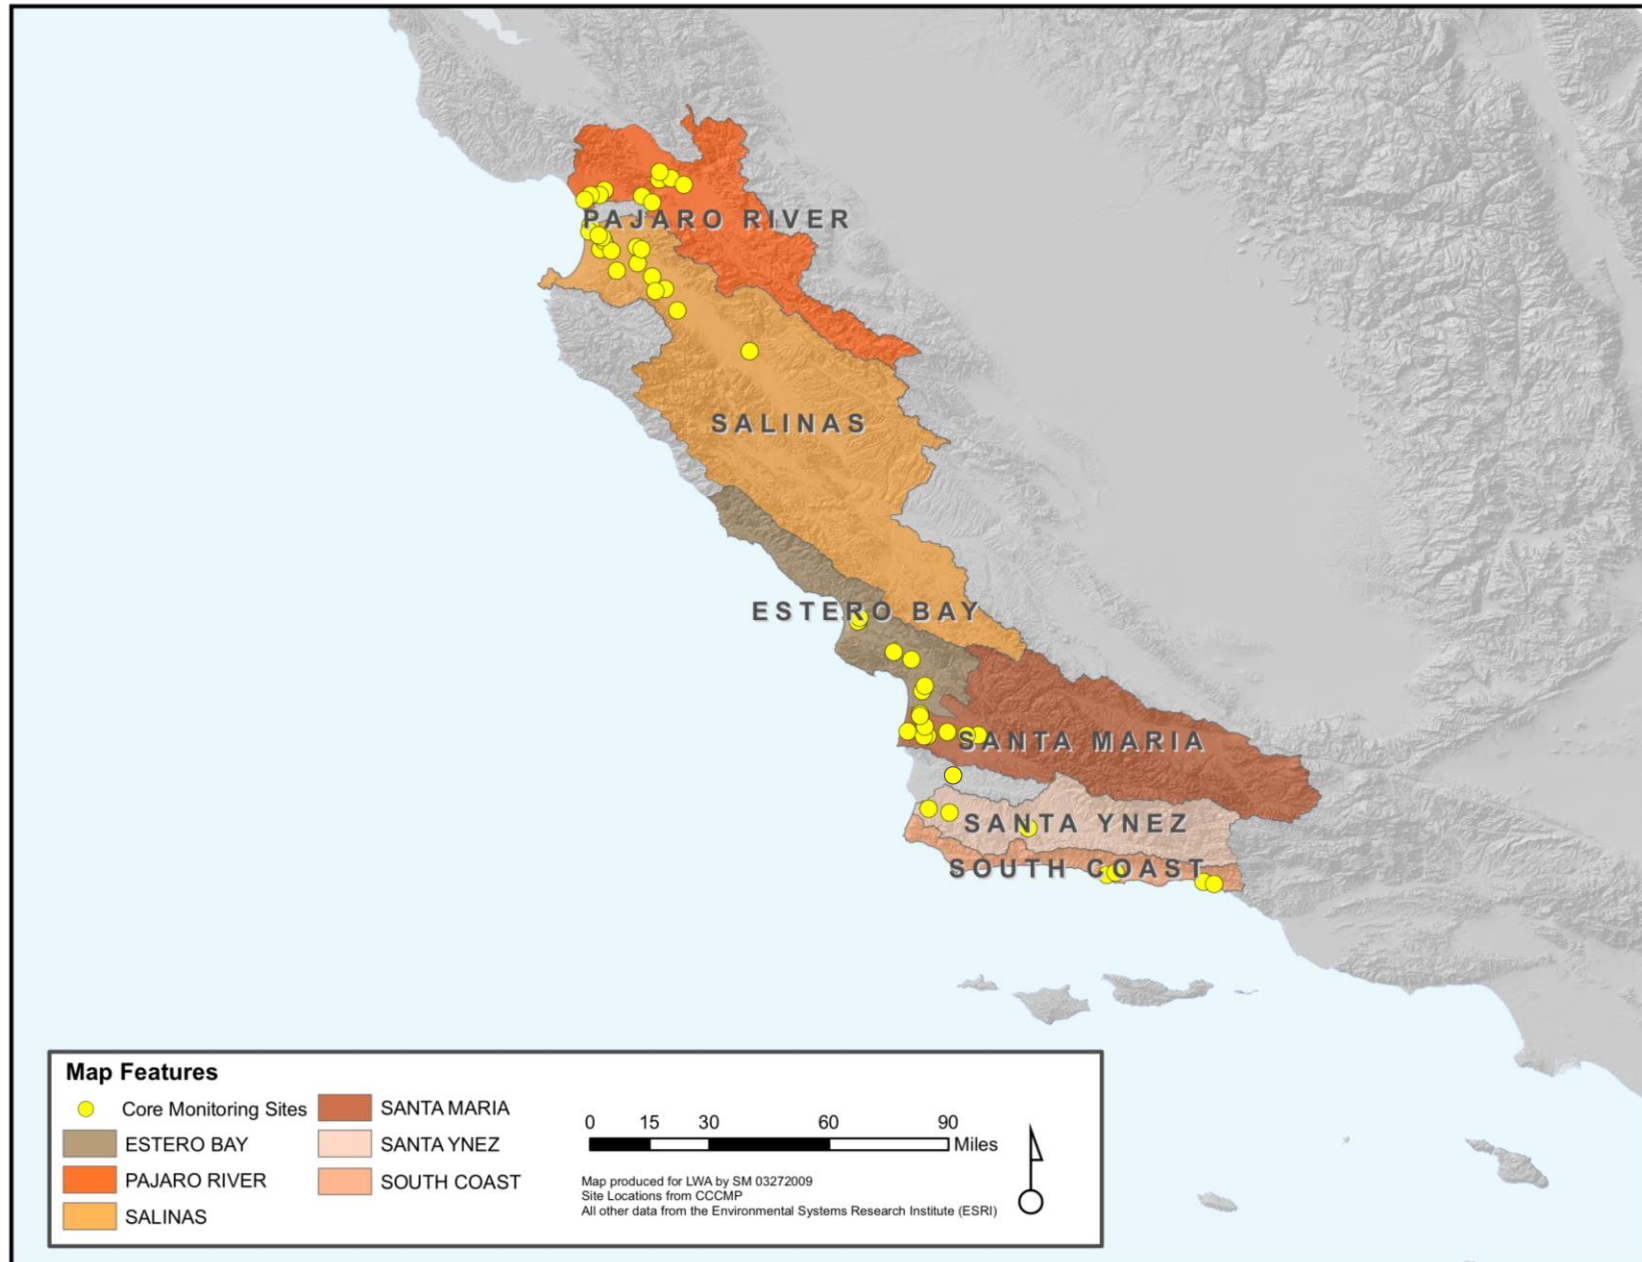 PAJARO RIVER
SALINAS
ESTERO BAY
SANTA MARIA
SANTA YNEZ
SOUTH COAST
Map Features
Core Monitoring Sites
ESTERO BAY
PAJARO RIVER
SALINAS
SANTA MARIA
SANTA YNEZ
SOUTH COAST
0 15 30 60 90
Miles
Map produced for LWA by SM 03272009
Site Locations from CCCMP
All other data from the Environmental Systems Research Institute (ESRI)